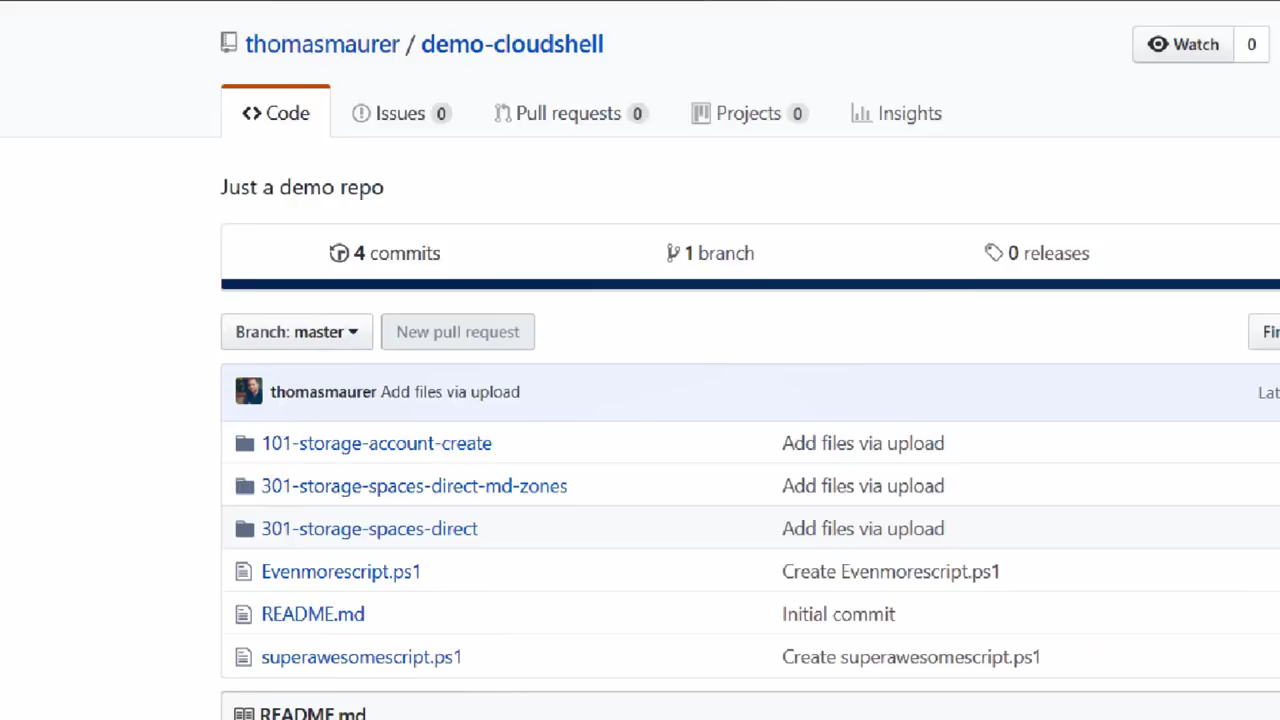 thomasmaurer / demo-cloudshell
Watch 0
Code Issues 0 Pull requests 0 Projects 0 Insights
Just a demo repo
4 commits 1 branch 0 releases
Branch: master New pull request
thomasmaurer Add files via upload
101-storage-account-create Add files via upload
301-storage-spaces-direct-md-zones Add files via upload
301-storage-spaces-direct Add files via upload
Evenmorescript.ps1 Create Evenmorescript.ps1
README.md Initial commit
superawesomescript.ps1 Create superawesomescript.ps1
README.md